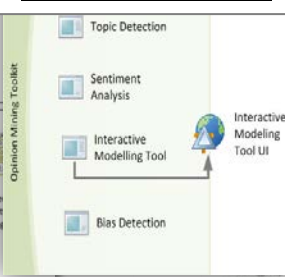 Topic Detection
Opinion Mining Toolkit
Sentiment
Analysis
Interactive
Modelling Tool
Interactive
Modeling
Tool UI
Bias Detection